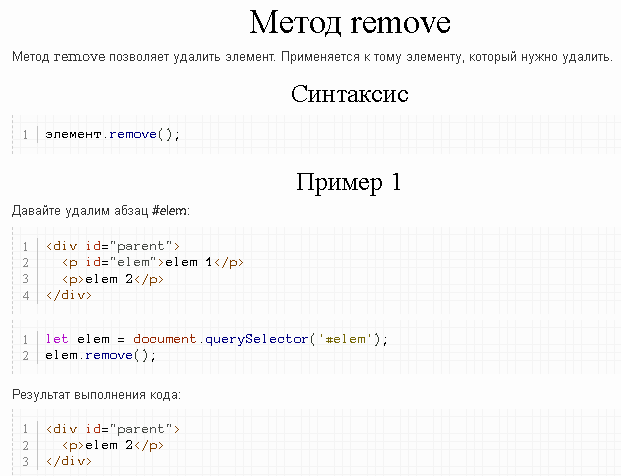 Метод remove
Метод remove позволяет удалить элемент. Применяется к тому элементу, который нужно удалить.
Синтаксис
1 элемент.remove();
Пример 1
Давайте удалим абзац #elem:
1 <div id="parent">
2   <p id="elem">elem 1</p>
3   <p>elem 2</p>
4 </div>
1 let elem = document.querySelector('#elem');
2 elem.remove();
Результат выполнения кода:
1 <div id="parent">
2   <p>elem 2</p>
3 </div>